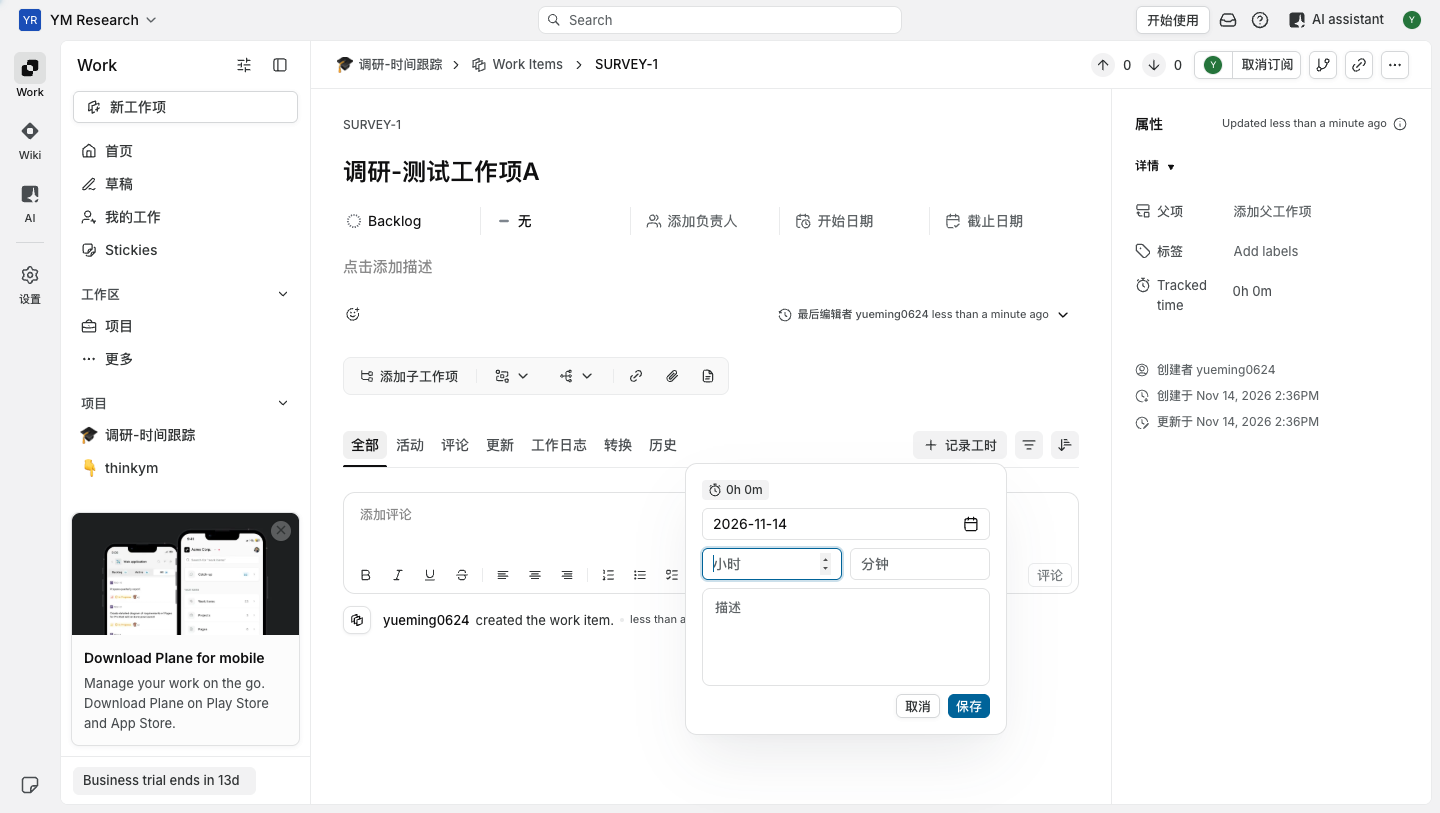 YR YM Research
Search
开始使用
AI assistant
Y
Work
Wiki
AI
设置
Work
新工作项
首页
草稿
我的工作
Stickies
工作区
项目
更多
项目
🎓 调研-时间跟踪
👇 thinkym
Download Plane for mobile
Manage your work on the go.
Download Plane on Play Store
and App Store.
Business trial ends in 13d
🎓 调研-时间跟踪 > Work Items > SURVEY-1
0 0
Y 取消订阅
SURVEY-1
调研-测试工作项A
Backlog
无
添加负责人
开始日期
截止日期
点击添加描述
最后编辑者 yueming0624 less than a minute ago
添加子工作项
全部 活动 评论 更新 工作日志 转换 历史
+ 记录工时
添加评论
B I U S
评论
yueming0624 created the work item. less than a
0h 0m
2026-11-14
小时
分钟
描述
取消 保存
属性
Updated less than a minute ago
详情
父项 添加父工作项
标签 Add labels
Tracked
time
0h 0m
创建者 yueming0624
创建于 Nov 14, 2026 2:36PM
更新于 Nov 14, 2026 2:36PM